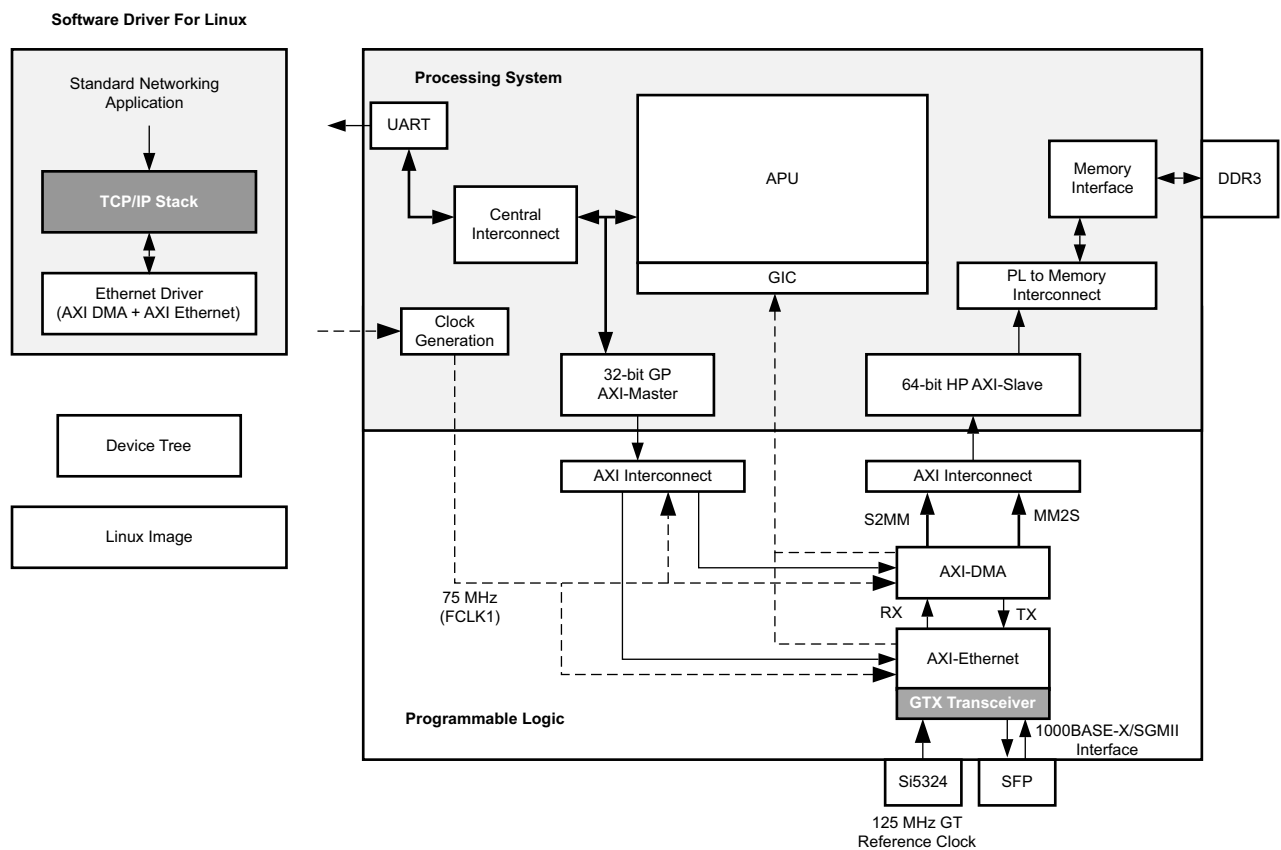 Software Driver For Linux
Standard Networking
Application
TCP/IP Stack
Ethernet Driver
(AXI DMA + AXI Ethernet)
Device Tree
Linux Image
Processing System
UART
Central
Interconnect
APU
GIC
Memory
Interface
DDR3
PL to Memory
Interconnect
Clock
Generation
32-bit GP
AXI-Master
64-bit HP AXI-Slave
AXI Interconnect
AXI Interconnect
S2MM
MM2S
AXI-DMA
75 MHz
(FCLK1)
RX
TX
AXI-Ethernet
GTX Transceiver
Programmable Logic
1000BASE-X/SGMII
Interface
Si5324
SFP
125 MHz GT
Reference Clock